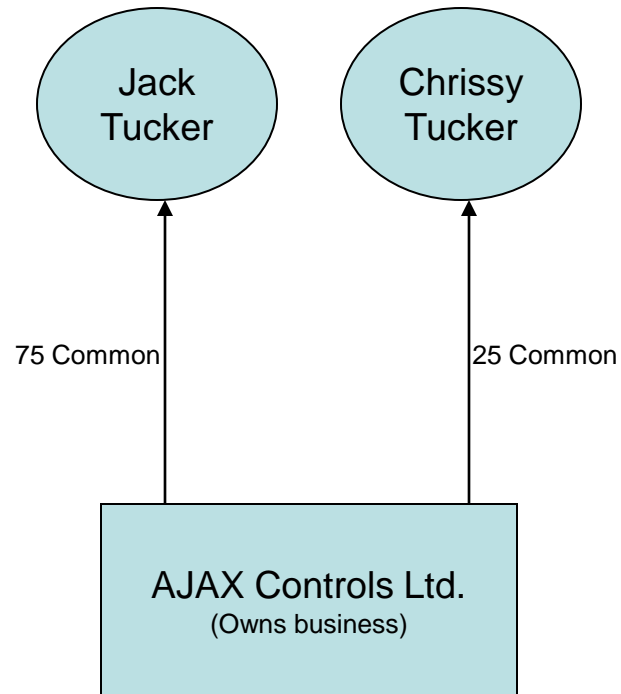 Jack
Tucker
Chrissy
Tucker
75 Common
25 Common
AJAX Controls Ltd.
(Owns business)